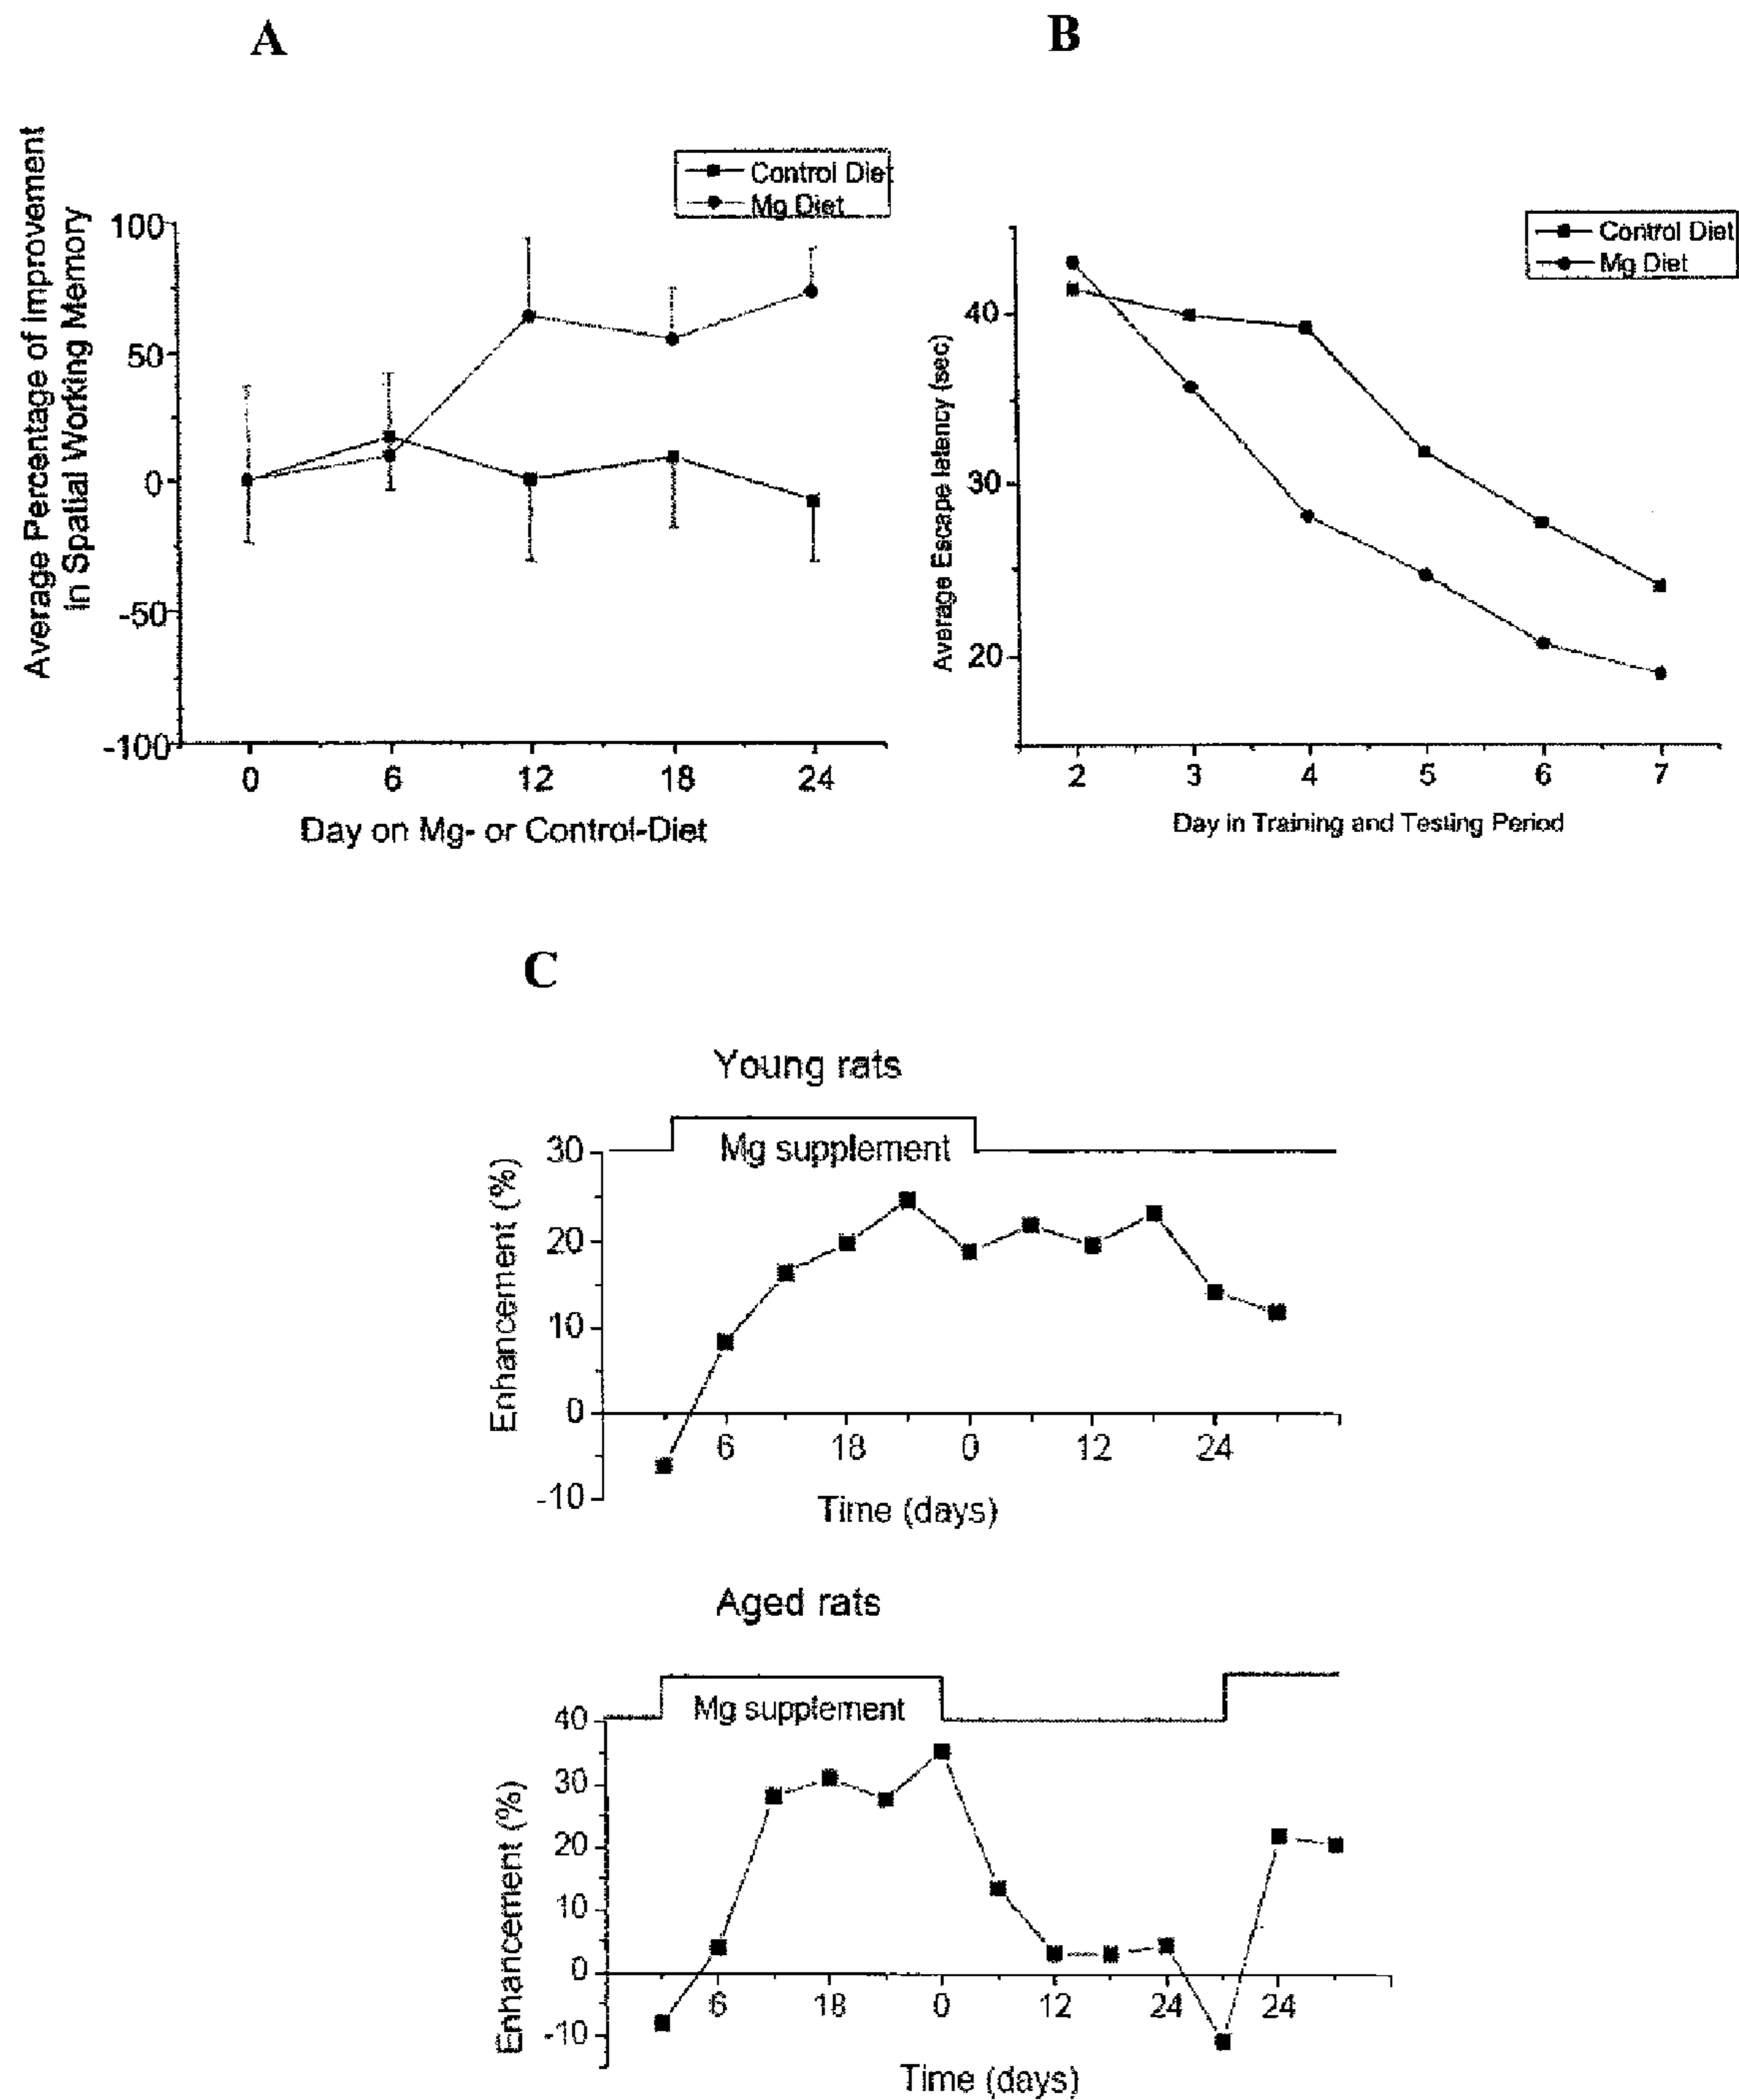 A
Control Diet
Mg Diet
Average Percentage of Improvement
in Spatial Working Memory
100
50
0
-50
-100
0 6 12 18 24
Day on Mg- or Control-Diet
B
Control Diet
Mg Diet
Average Escape latency (sec)
40
30
20
2 3 4 5 6 7
Day in Training and Testing Period
C
Young rats
Mg supplement
Enhancement (%)
30
20
10
0
-10
6 18 0 12 24
Time (days)
Aged rats
Mg supplement
Enhancement (%)
40
30
20
10
0
-10
6 18 0 12 24 24
Time (days)